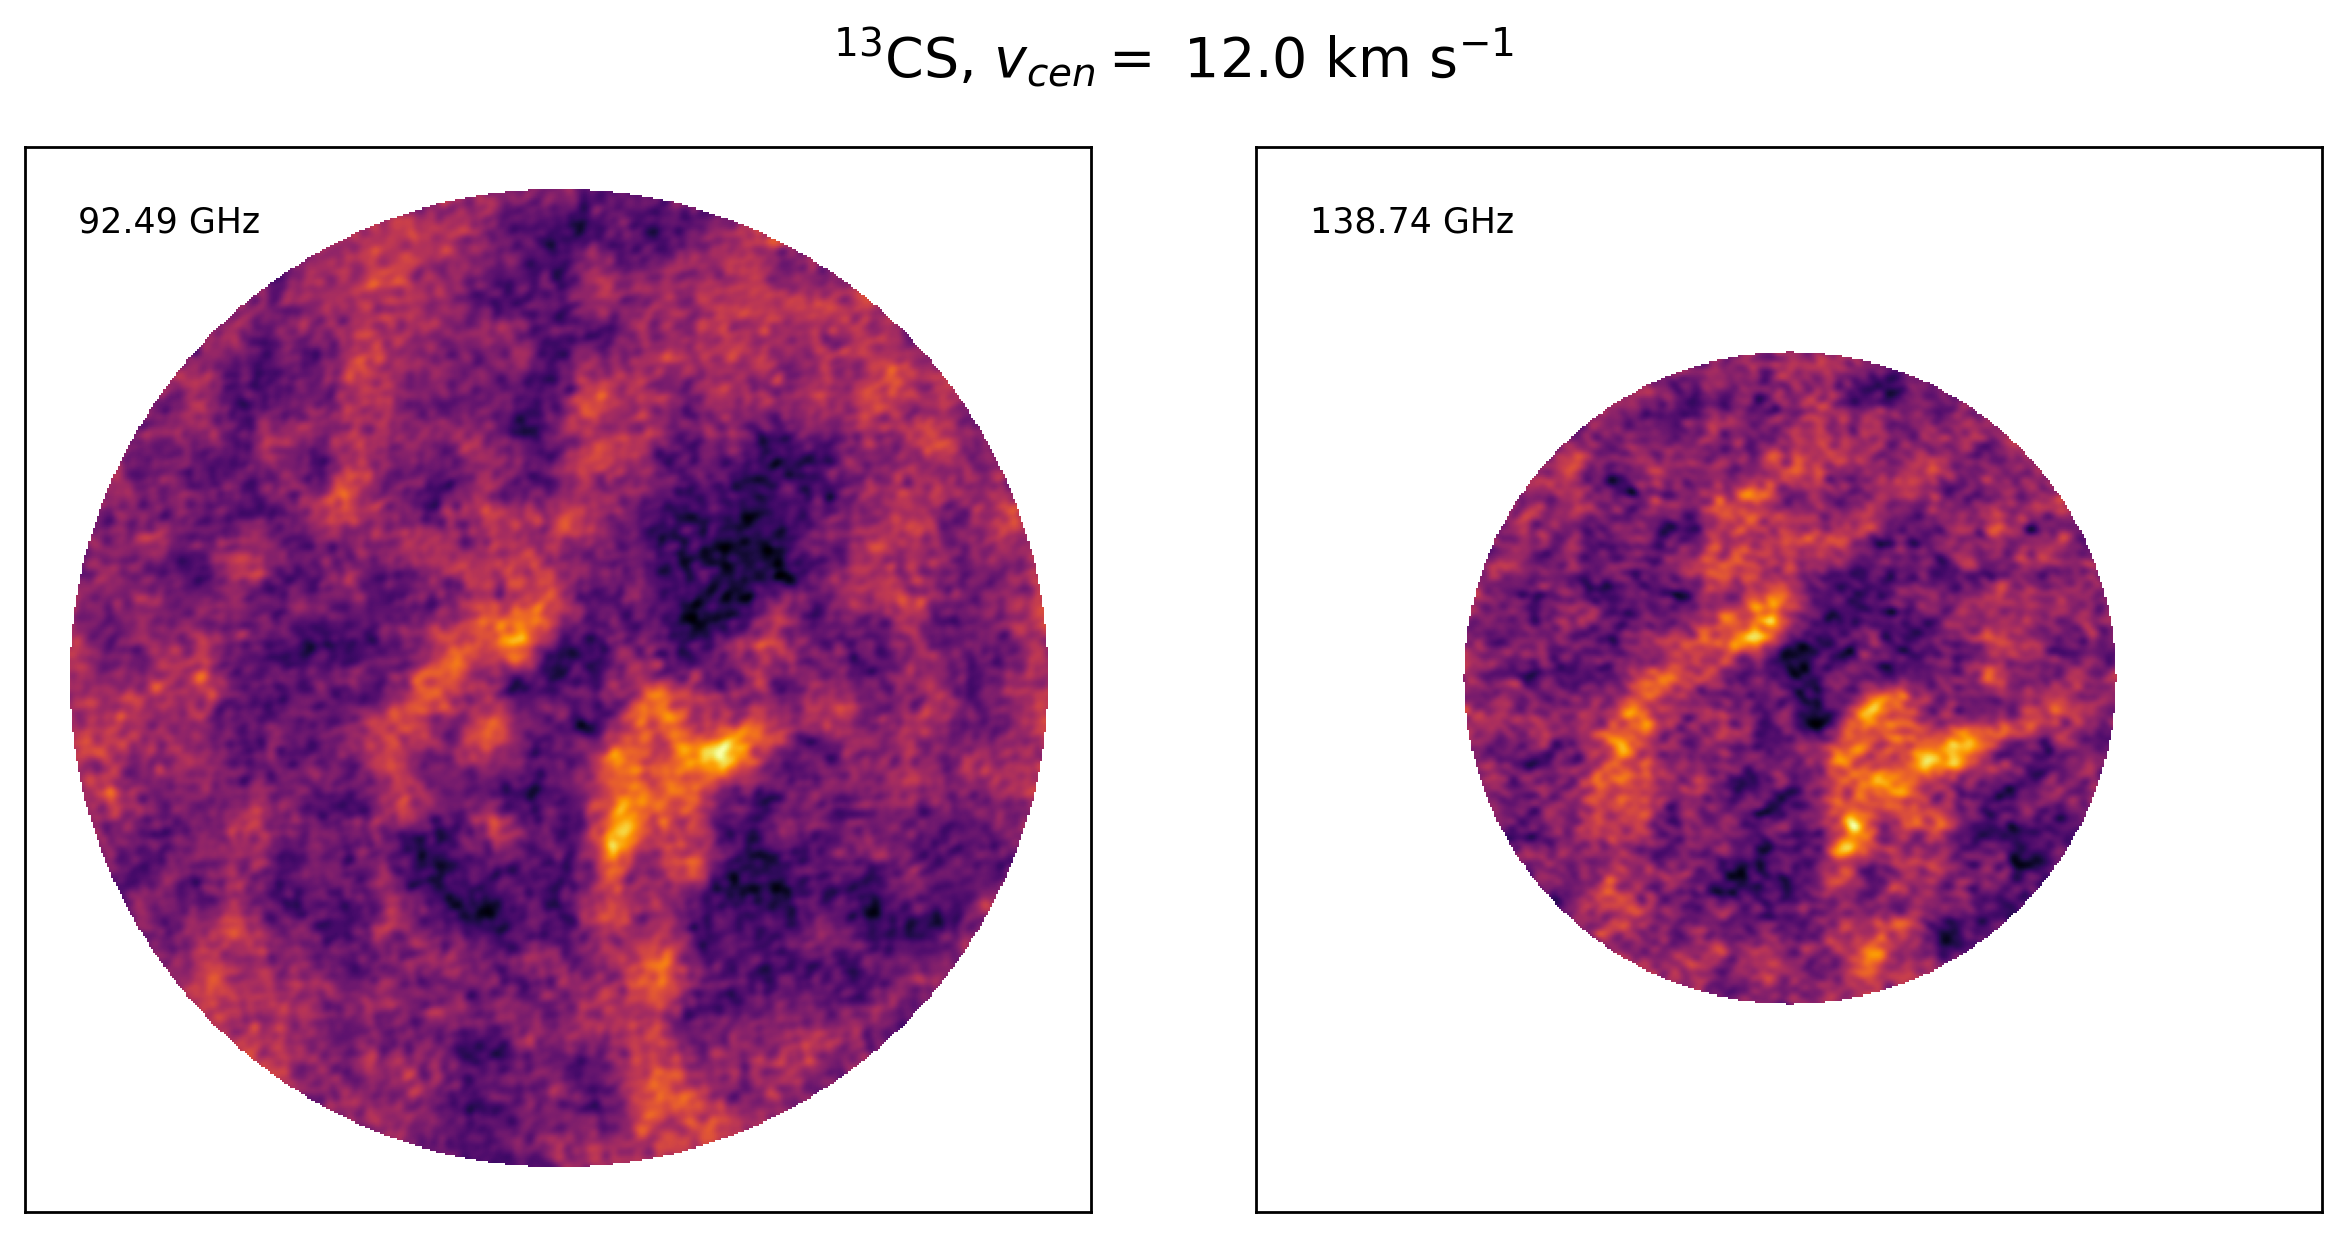 ¹³CS, v_cen = 12.0 km s⁻¹
92.49 GHz
138.74 GHz